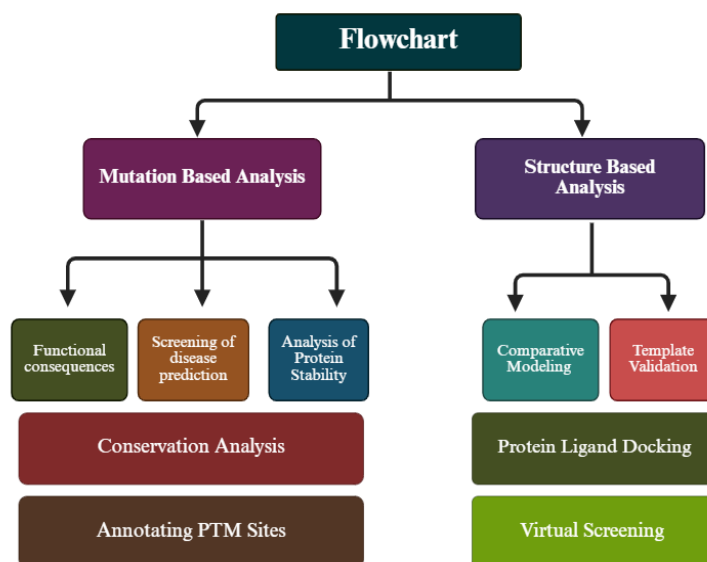 Flowchart
Mutation Based Analysis
Structure Based
Analysis
Functional
consequences
Screening of
disease
prediction
Analysis of
Protein
Stability
Comparative
Modeling
Template
Validation
Conservation Analysis
Protein Ligand Docking
Annotating PTM Sites
Virtual Screening